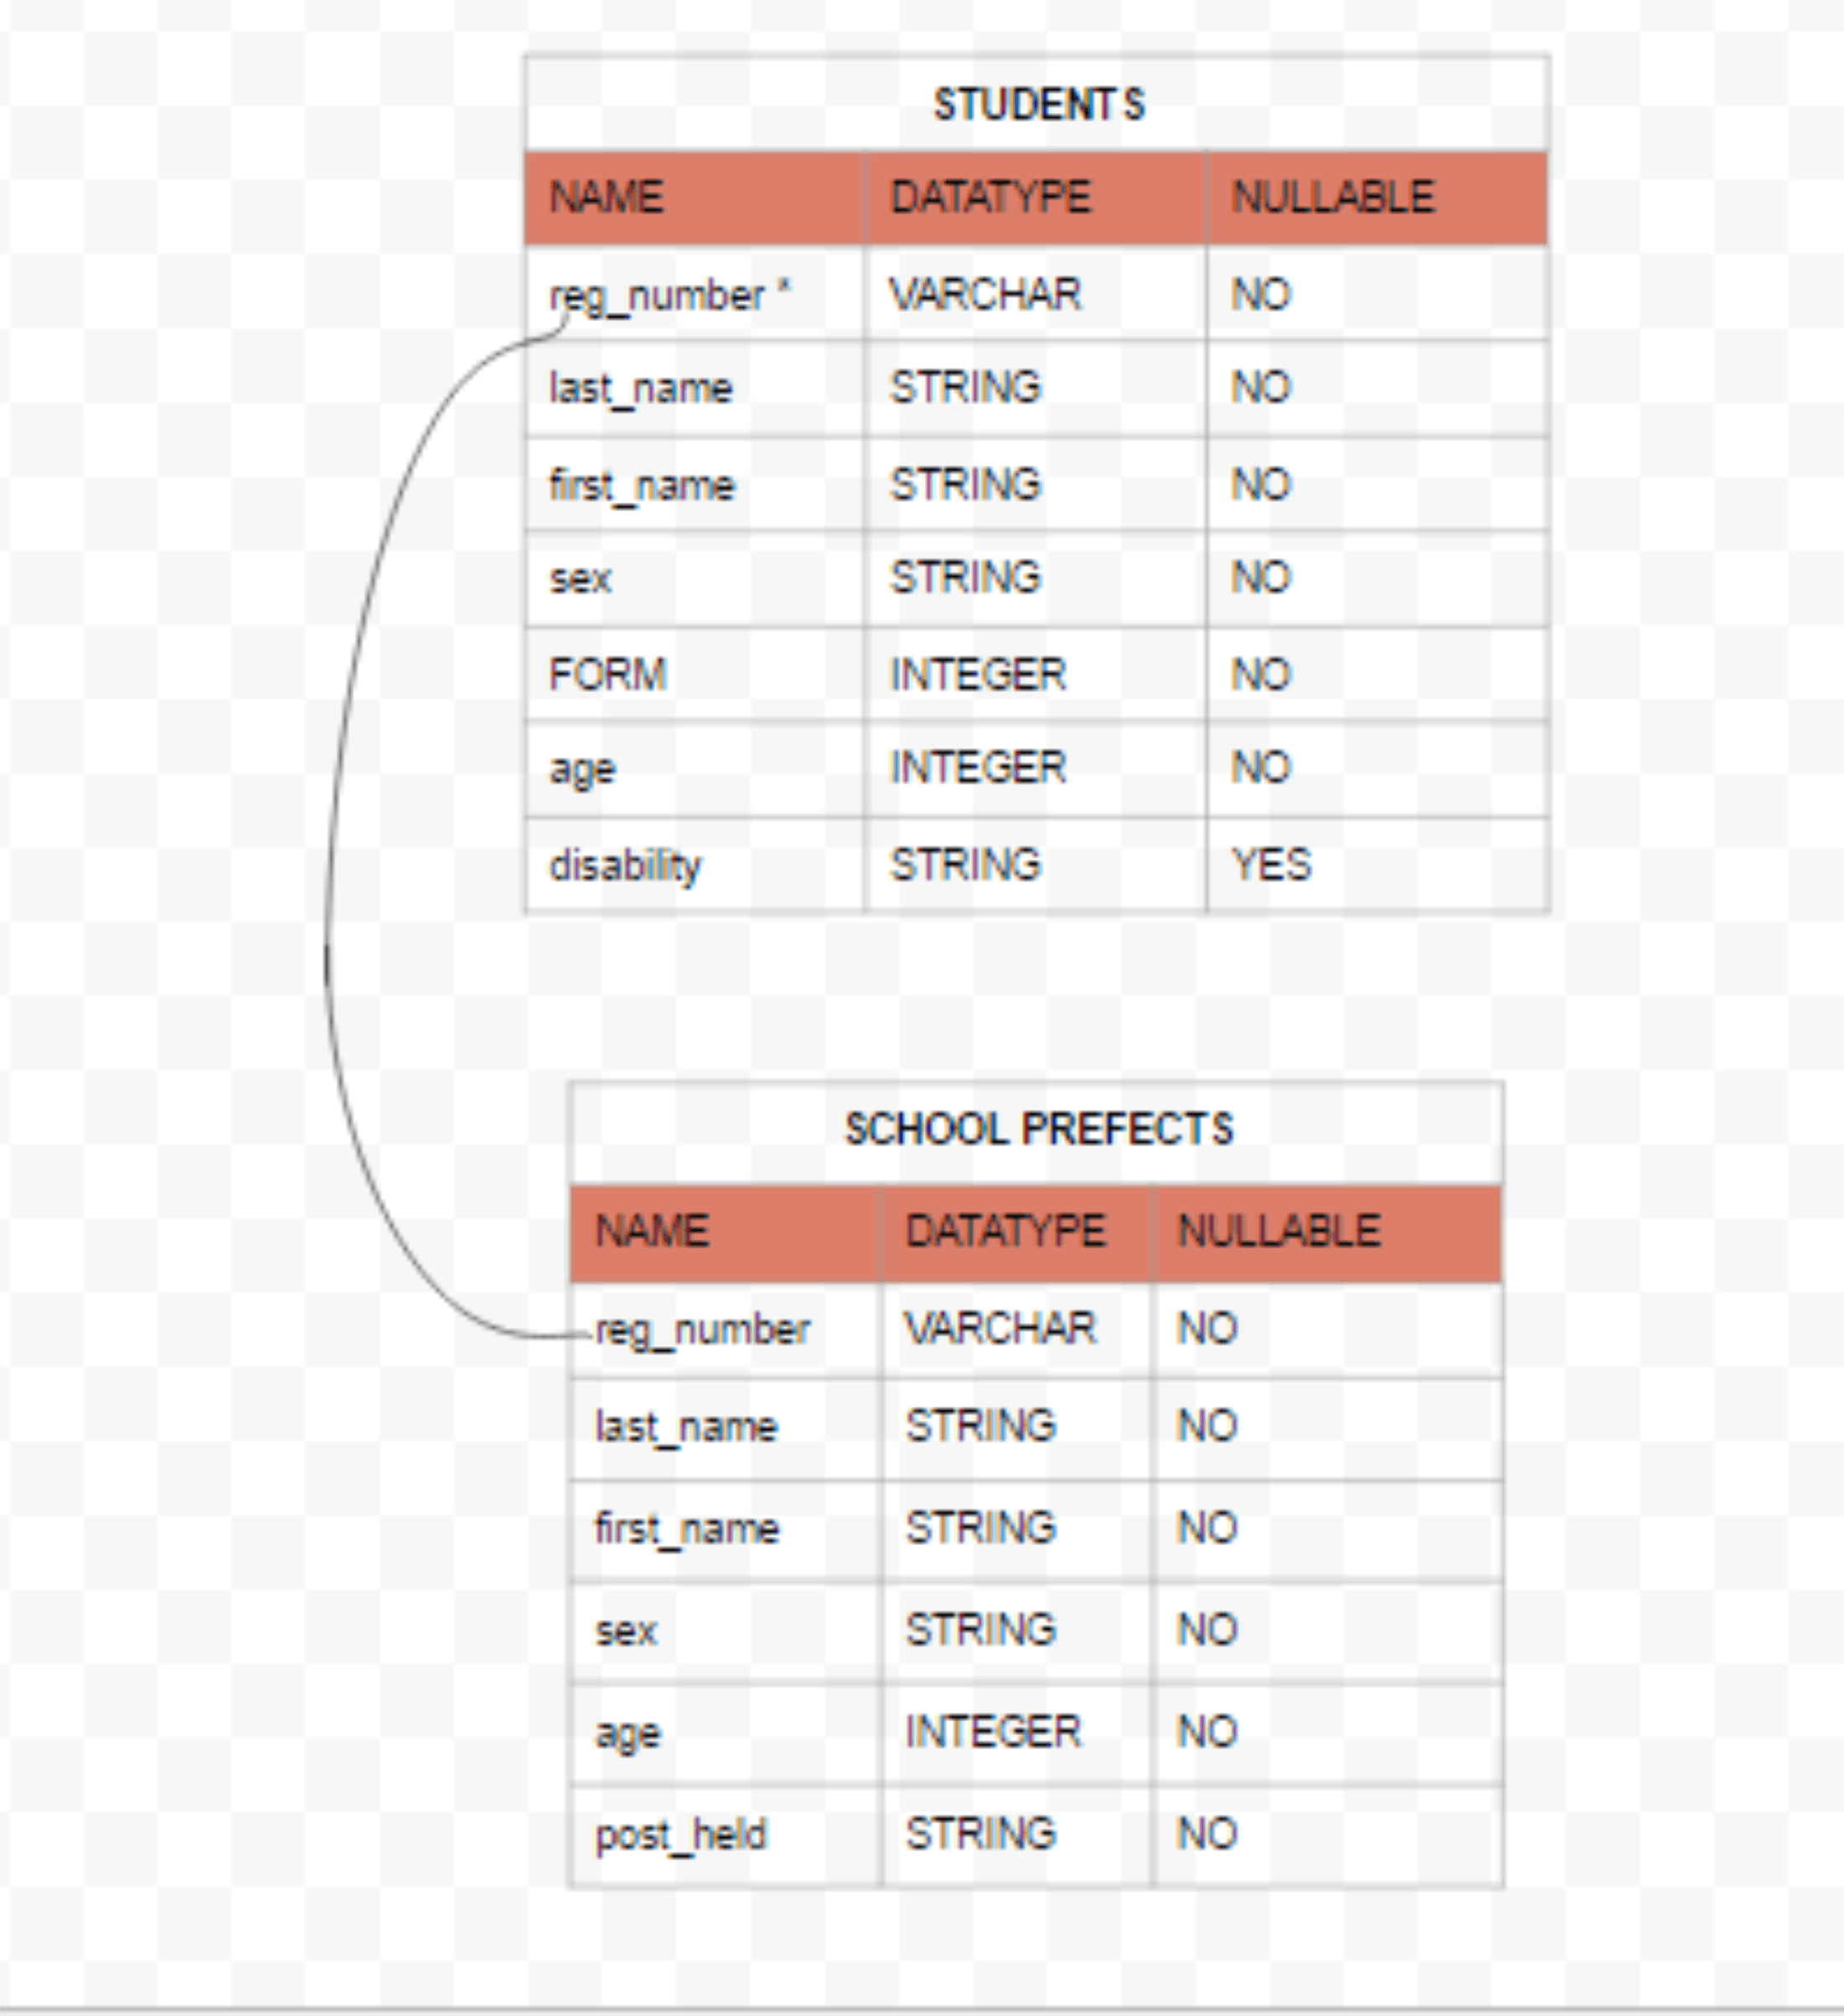 STUDENTS
NAME DATATYPE NULLABLE
reg_number * VARCHAR NO
last_name STRING NO
first_name STRING NO
sex STRING NO
FORM INTEGER NO
age INTEGER NO
disability STRING YES
SCHOOL PREFECTS
NAME DATATYPE NULLABLE
reg_number VARCHAR NO
last_name STRING NO
first_name STRING NO
sex STRING NO
age INTEGER NO
post_held STRING NO